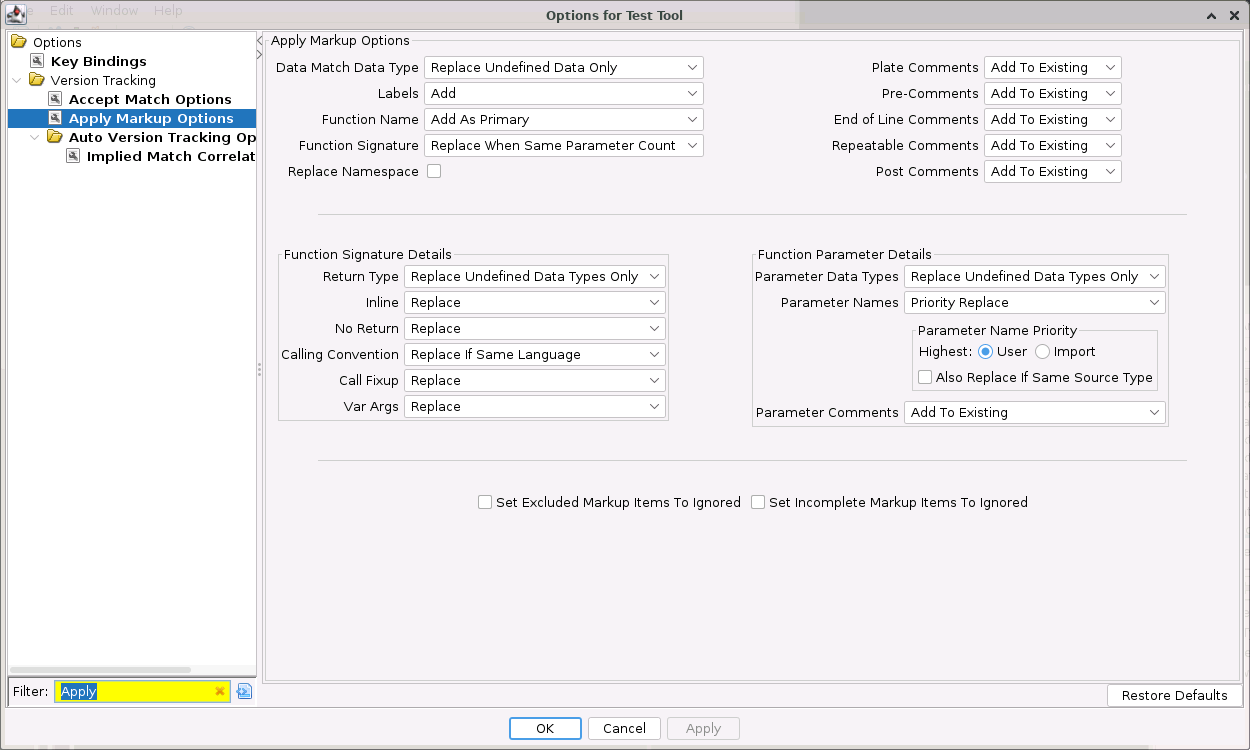 Edit Window Help
Options for Test Tool
Options
Key Bindings
Version Tracking
Accept Match Options
Apply Markup Options
Auto Version Tracking Op
Implied Match Correlat
Filter: Apply
Apply Markup Options
Data Match Data Type Replace Undefined Data Only
Labels Add
Function Name Add As Primary
Function Signature Replace When Same Parameter Count
Replace Namespace
Plate Comments Add To Existing
Pre-Comments Add To Existing
End of Line Comments Add To Existing
Repeatable Comments Add To Existing
Post Comments Add To Existing
Function Signature Details
Return Type Replace Undefined Data Types Only
Inline Replace
No Return Replace
Calling Convention Replace If Same Language
Call Fixup Replace
Var Args Replace
Function Parameter Details
Parameter Data Types Replace Undefined Data Types Only
Parameter Names Priority Replace
Parameter Name Priority
Highest: User Import
Also Replace If Same Source Type
Parameter Comments Add To Existing
Set Excluded Markup Items To Ignored Set Incomplete Markup Items To Ignored
Restore Defaults
OK Cancel Apply